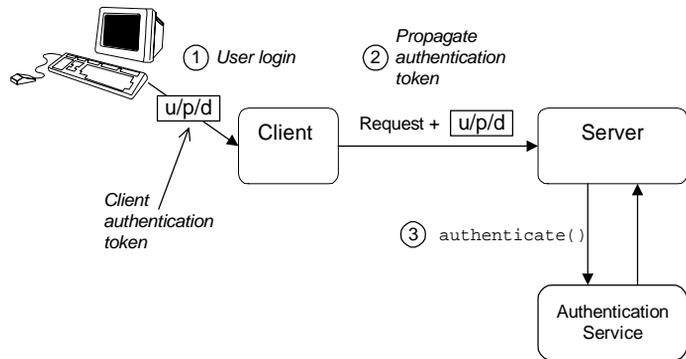 1 User login
2 Propagate
authentication
token
u/p/d
Client
Request + u/p/d
Server
Client
authentication
token
3 authenticate()
Authentication
Service